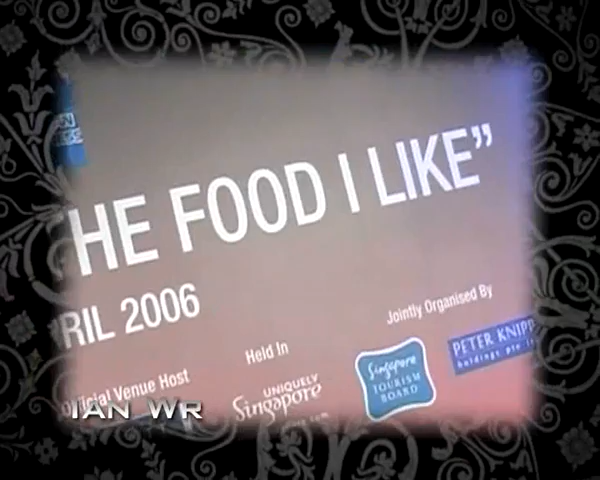 HE FOOD I LIKE”
RIL 2006
Jointly Organised By
Held In
PETER KNIPP
holdings pte
Singapore
TOURISM
BOARD
UNIQUELY
Singapore
Official Venue Host
IAN WR